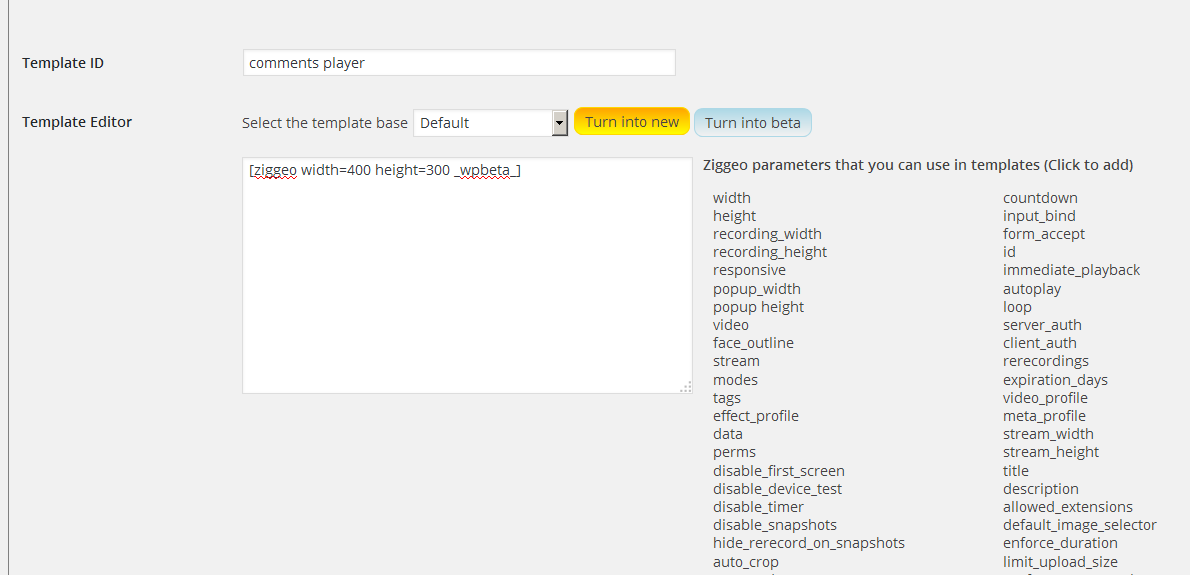 Template ID
comments player
Template Editor
Select the template base
Default
Turn into new
Turn into beta
[ziggeo width=400 height=300 _wpbeta_]
Ziggeo parameters that you can use in templates (Click to add)
width
height
recording_width
recording_height
responsive
popup_width
popup height
video
face_outline
stream
modes
tags
effect_profile
data
perms
disable_first_screen
disable_device_test
disable_timer
disable_snapshots
hide_rerecord_on_snapshots
auto_crop
countdown
input_bind
form_accept
id
immediate_playback
autoplay
loop
server_auth
client_auth
rerecordings
expiration_days
video_profile
meta_profile
stream_width
stream_height
title
description
allowed_extensions
default_image_selector
enforce_duration
limit_upload_size